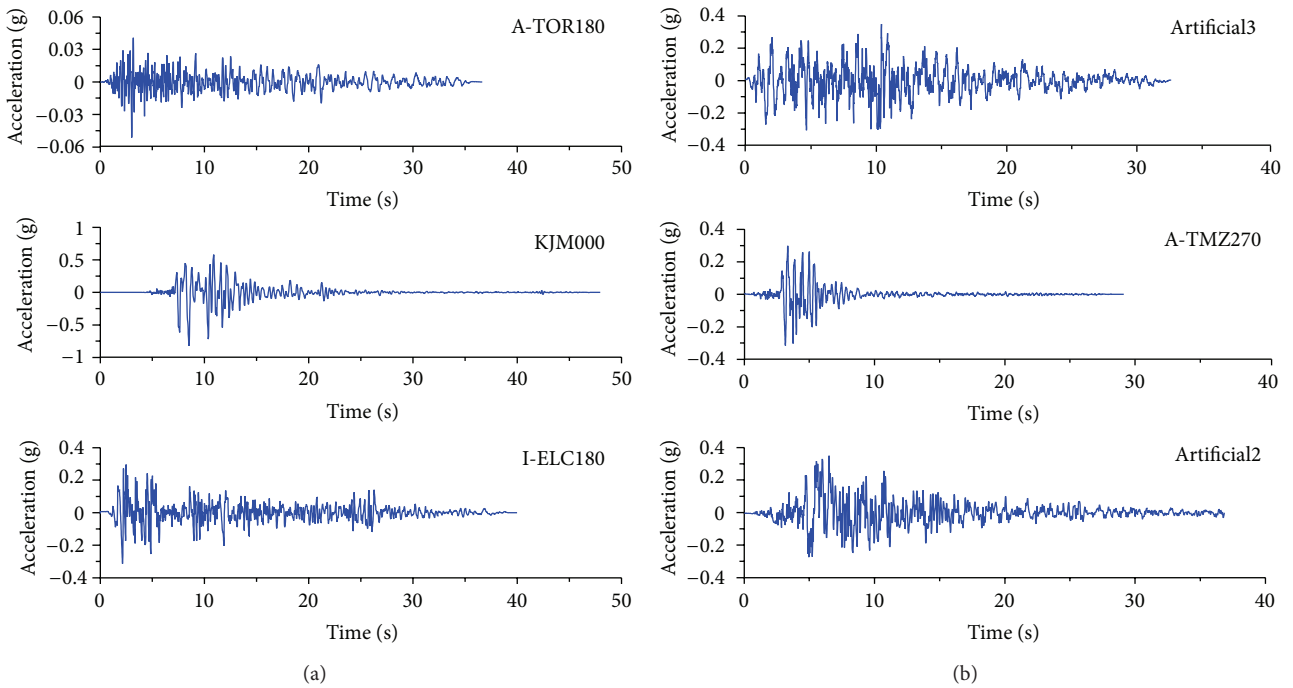 A-TOR180
Acceleration (g)
0.06
0.03
0
−0.03
−0.06
0 10 20 30 40 50
Time (s)
KJM000
Acceleration (g)
1
0.5
0
−0.5
−1
0 10 20 30 40 50
Time (s)
I-ELC180
Acceleration (g)
0.4
0.2
0
−0.2
−0.4
0 10 20 30 40 50
Time (s)
(a)
Artificial3
Acceleration (g)
0.4
0.2
0
−0.2
−0.4
0 10 20 30 40
Time (s)
A-TMZ270
Acceleration (g)
0.4
0.2
0
−0.2
−0.4
0 10 20 30 40
Time (s)
Artificial2
Acceleration (g)
0.4
0.2
0
−0.2
−0.4
0 10 20 30 40
Time (s)
(b)